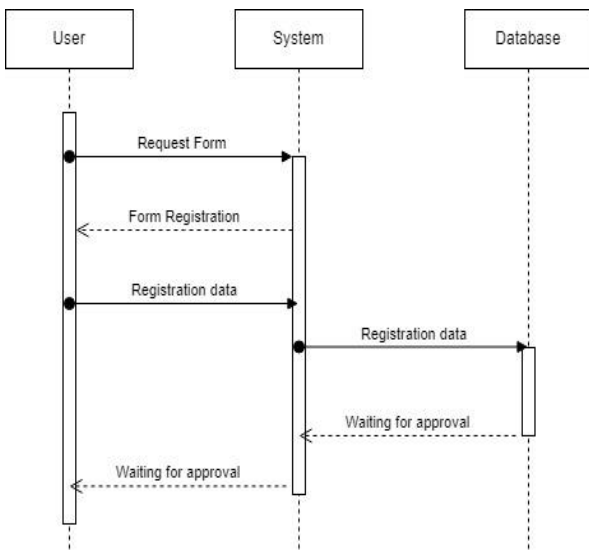 User
System
Database
Request Form
Form Registration
Registration data
Registration data
Waiting for approval
Waiting for approval